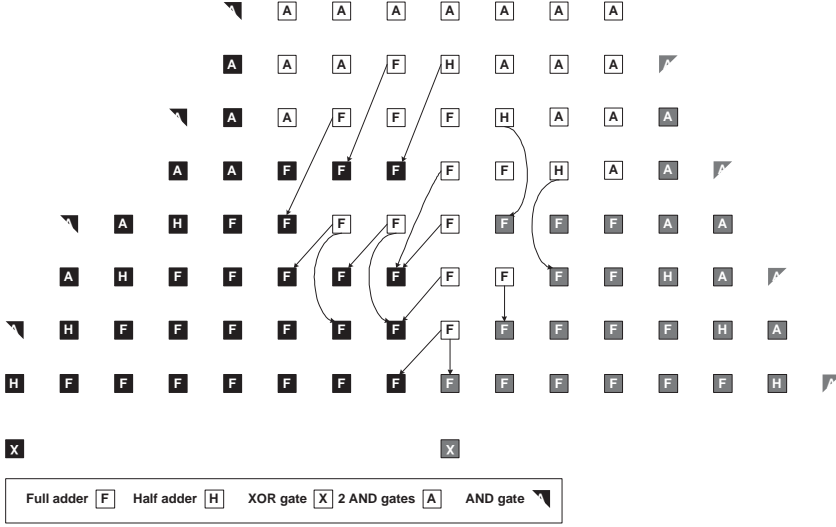 A A A A A A A A
A A A F H A A A A
A A A F F F H A A A
A A F F F F F H A A A
A A H F F F F F F F F A A
A H F F F F F F F F F H A A
A H F F F F F F F F F F F H A
H F F F F F F F F F F F F F H A
X X
Full adder F Half adder H XOR gate X 2 AND gates A AND gate A